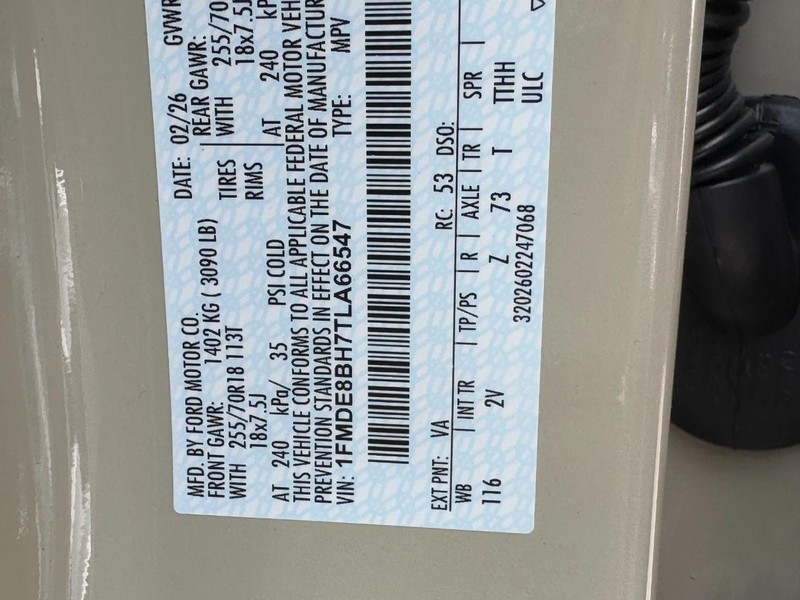 MFD. BY FORD MOTOR CO.
DATE: 02/26 GVWR
FRONT GAWR: 1402 KG ( 3090 LB) REAR GAWR:
WITH 255/70R18 113T TIRES WITH 255/70
18x7.5J RIMS 18x7.5J
AT 240 kPa/ 35 PSI COLD AT 240 kP
THIS VEHICLE CONFORMS TO ALL APPLICABLE FEDERAL MOTOR VEH
PREVENTION STANDARDS IN EFFECT ON THE DATE OF MANUFACTUR
VIN: 1FMDE8BH7TLA66547 TYPE: MPV
EXT PNT: VA RC: 53 DSO:
WB INT TR TP/PS R AXLE TR SPR
116 2V Z 73 T TTHH
3202602247068 ULC